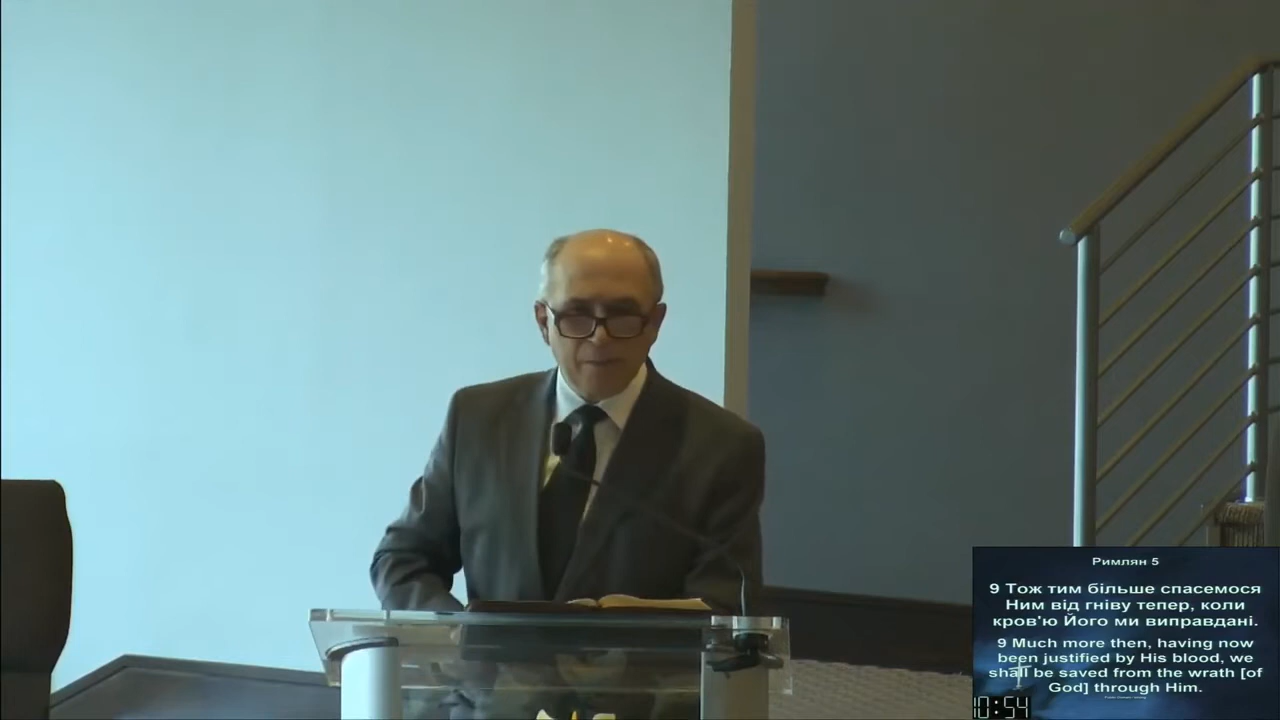 Римлян 5
9 Тож тим більше спасемося
Ним від гніву тепер, коли
кров'ю Його ми виправдані.
9 Much more then, having now
been justified by His blood, we
shall be saved from the wrath [of
God] through Him.
10:54